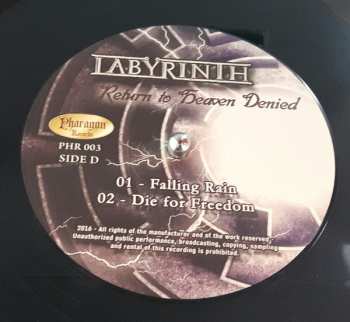 LABYRINTH
Return to Heaven Denied
Pharagun
Records
PHR 003
SIDE D
01 - Falling Rain
02 - Die for Freedom
2016 - All rights of the manufacturer and of the work reserved.
Unauthorized public performance, brodcasting, copying, sampling
and rental of this recording is prohibited.